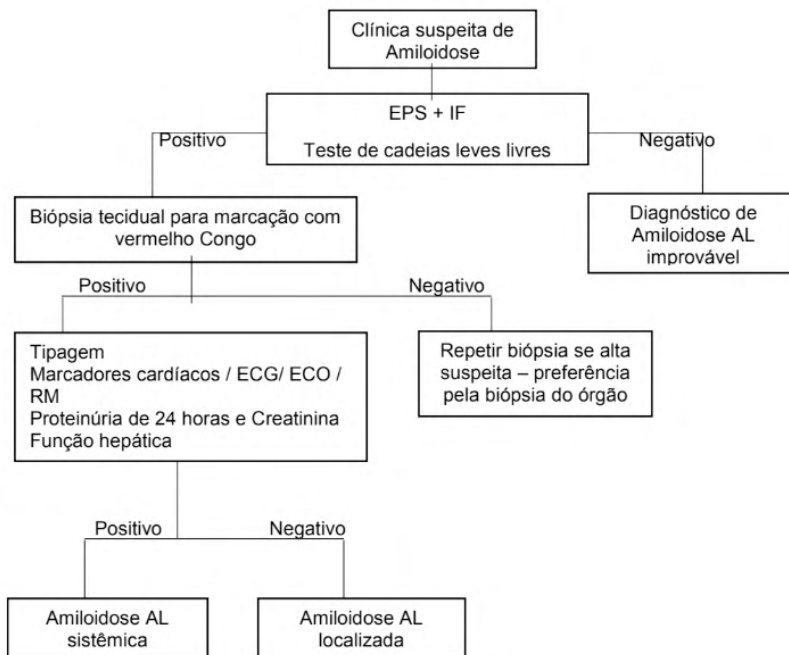 Clínica suspeita de
Amiloidose
EPS + IF
Teste de cadeias leves livres
Positivo
Negativo
Biópsia tecidual para marcação com
vermelho Congo
Diagnóstico de
Amiloidose AL
improvável
Positivo
Negativo
Tipagem
Marcadores cardíacos / ECG/ ECO /
RM
Proteinúria de 24 horas e Creatinina
Função hepática
Repetir biópsia se alta
suspeita – preferência
pela biópsia do órgão
Positivo
Negativo
Amiloidose AL
sistêmica
Amiloidose AL
localizada